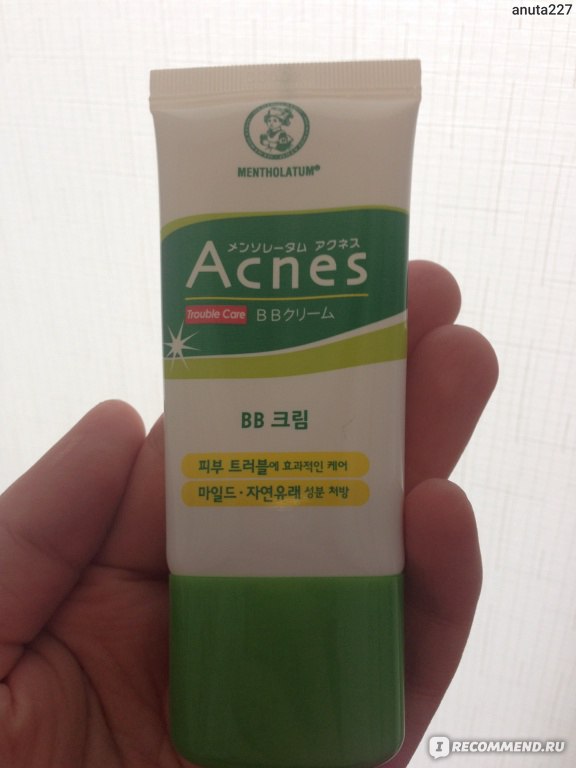 anuta227
MENTHOLATUM®
メンソレータム アクネス
Acnes
Trouble Care BBクリーム
BB 크림
피부 트러블에 효과적인 케어
마일드·자연유래 성분 처방
I RECOMMEND.RU